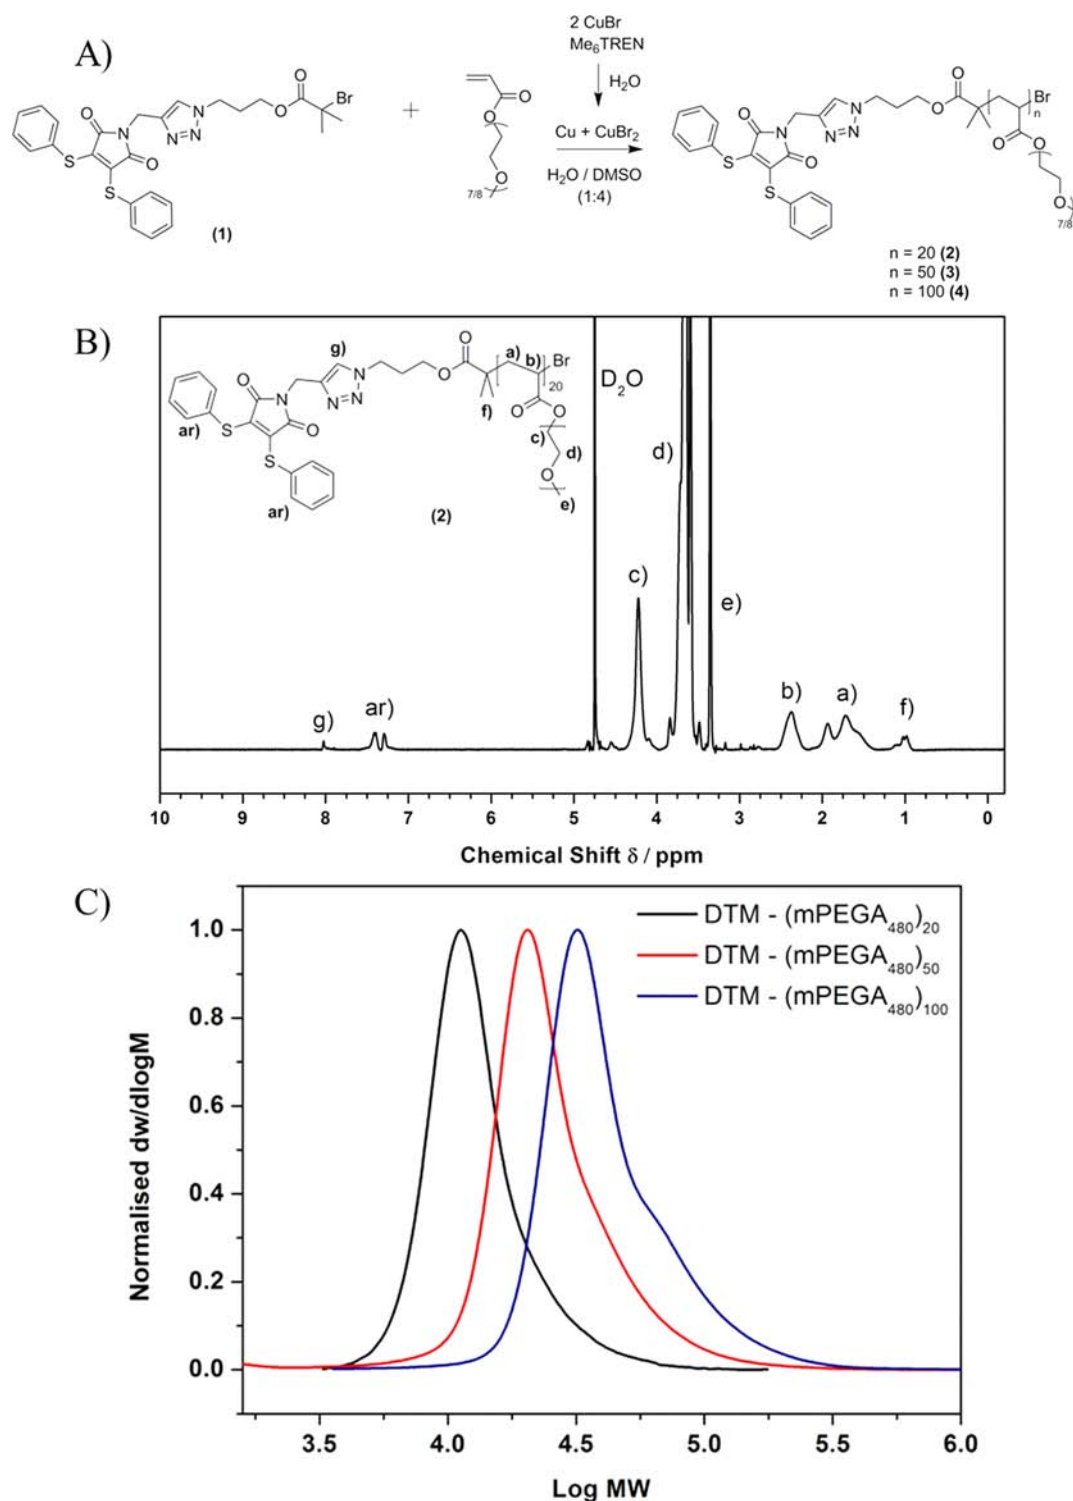 A)
2 CuBr
Me₆TREN
H₂O
Cu + CuBr₂
H₂O / DMSO
(1:4)
O
Br
O
N
N
N
O
N
O
S
S
(1)
+
O
O
O
7/8
O
Br
n
O
N
N
N
O
N
O
S
S
O
O
O
7/8
n = 20 (2)
n = 50 (3)
n = 100 (4)
B)
g)
O
a)
b)
Br
20
O
N
N
N
f)
O
N
O
S
S
ar)
ar)
O
O
c)
d)
O
e)
(2)
D₂O
d)
c)
e)
g)
ar)
b)
a)
f)
10 9 8 7 6 5 4 3 2 1 0
Chemical Shift δ / ppm
C)
DTM - (mPEGA₄₈₀)₂₀
DTM - (mPEGA₄₈₀)₅₀
DTM - (mPEGA₄₈₀)₁₀₀
Normalised dw/dlogM
1.0
0.8
0.6
0.4
0.2
0.0
3.5 4.0 4.5 5.0 5.5 6.0
Log MW